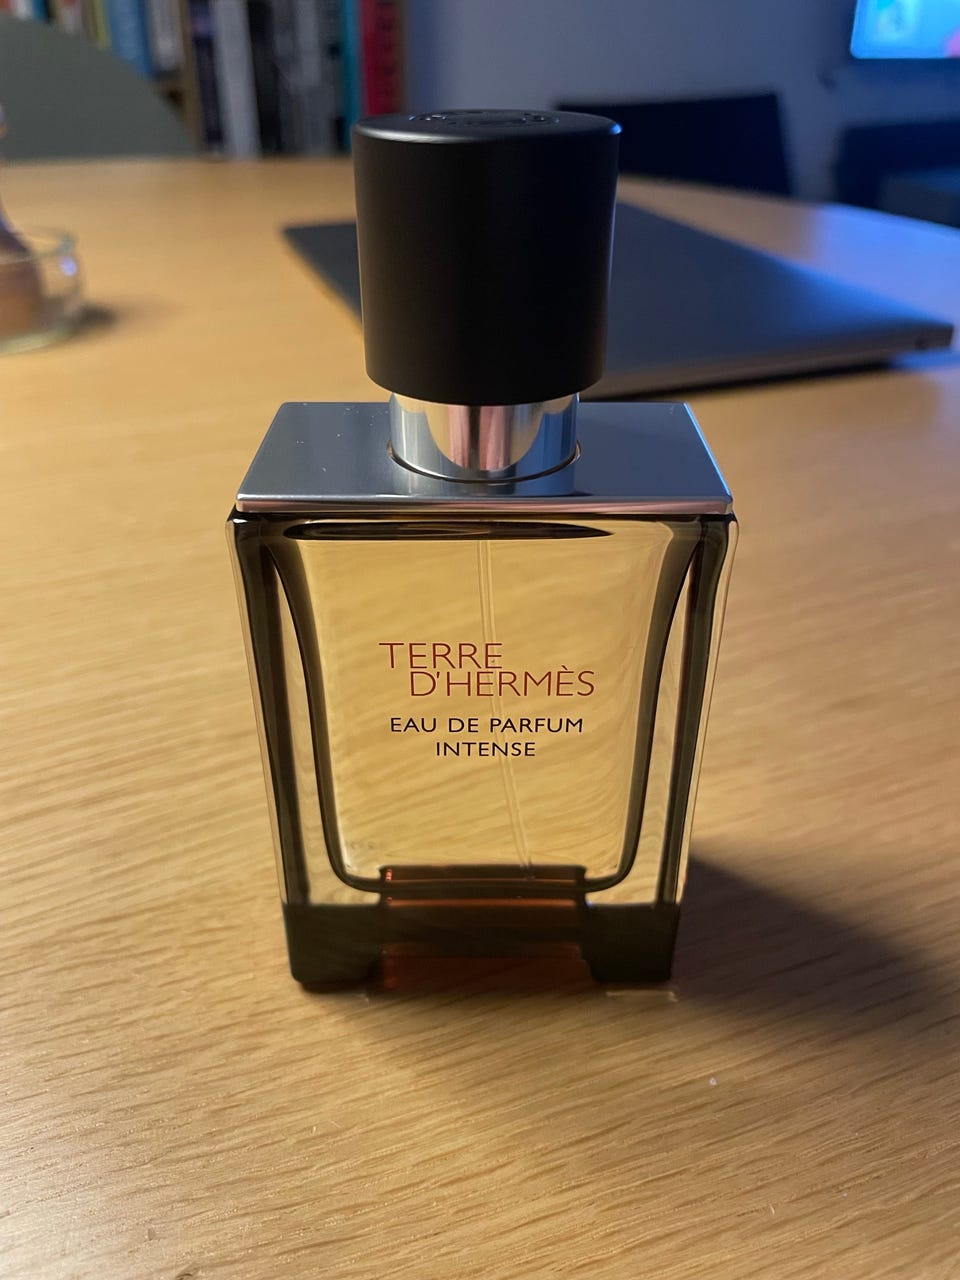 TERRE
D'HERMÈS
EAU DE PARFUM
INTENSE